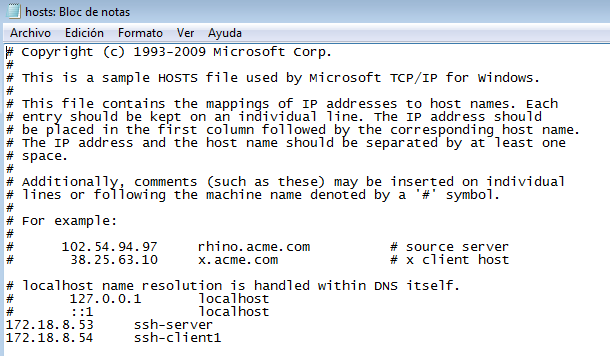 hosts: Bloc de notas
Archivo Edición Formato Ver Ayuda
# Copyright (c) 1993-2009 Microsoft Corp.
#
# This is a sample HOSTS file used by Microsoft TCP/IP for Windows.
#
# This file contains the mappings of IP addresses to host names. Each
# entry should be kept on an individual line. The IP address should
# be placed in the first column followed by the corresponding host name.
# The IP address and the host name should be separated by at least one
# space.
#
# Additionally, comments (such as these) may be inserted on individual
# lines or following the machine name denoted by a '#' symbol.
#
# For example:
#
#      102.54.94.97     rhino.acme.com          # source server
#       38.25.63.10     x.acme.com              # x client host

# localhost name resolution is handled within DNS itself.
#       127.0.0.1       localhost
#       ::1             localhost
172.18.8.53     ssh-server
172.18.8.54     ssh-client1